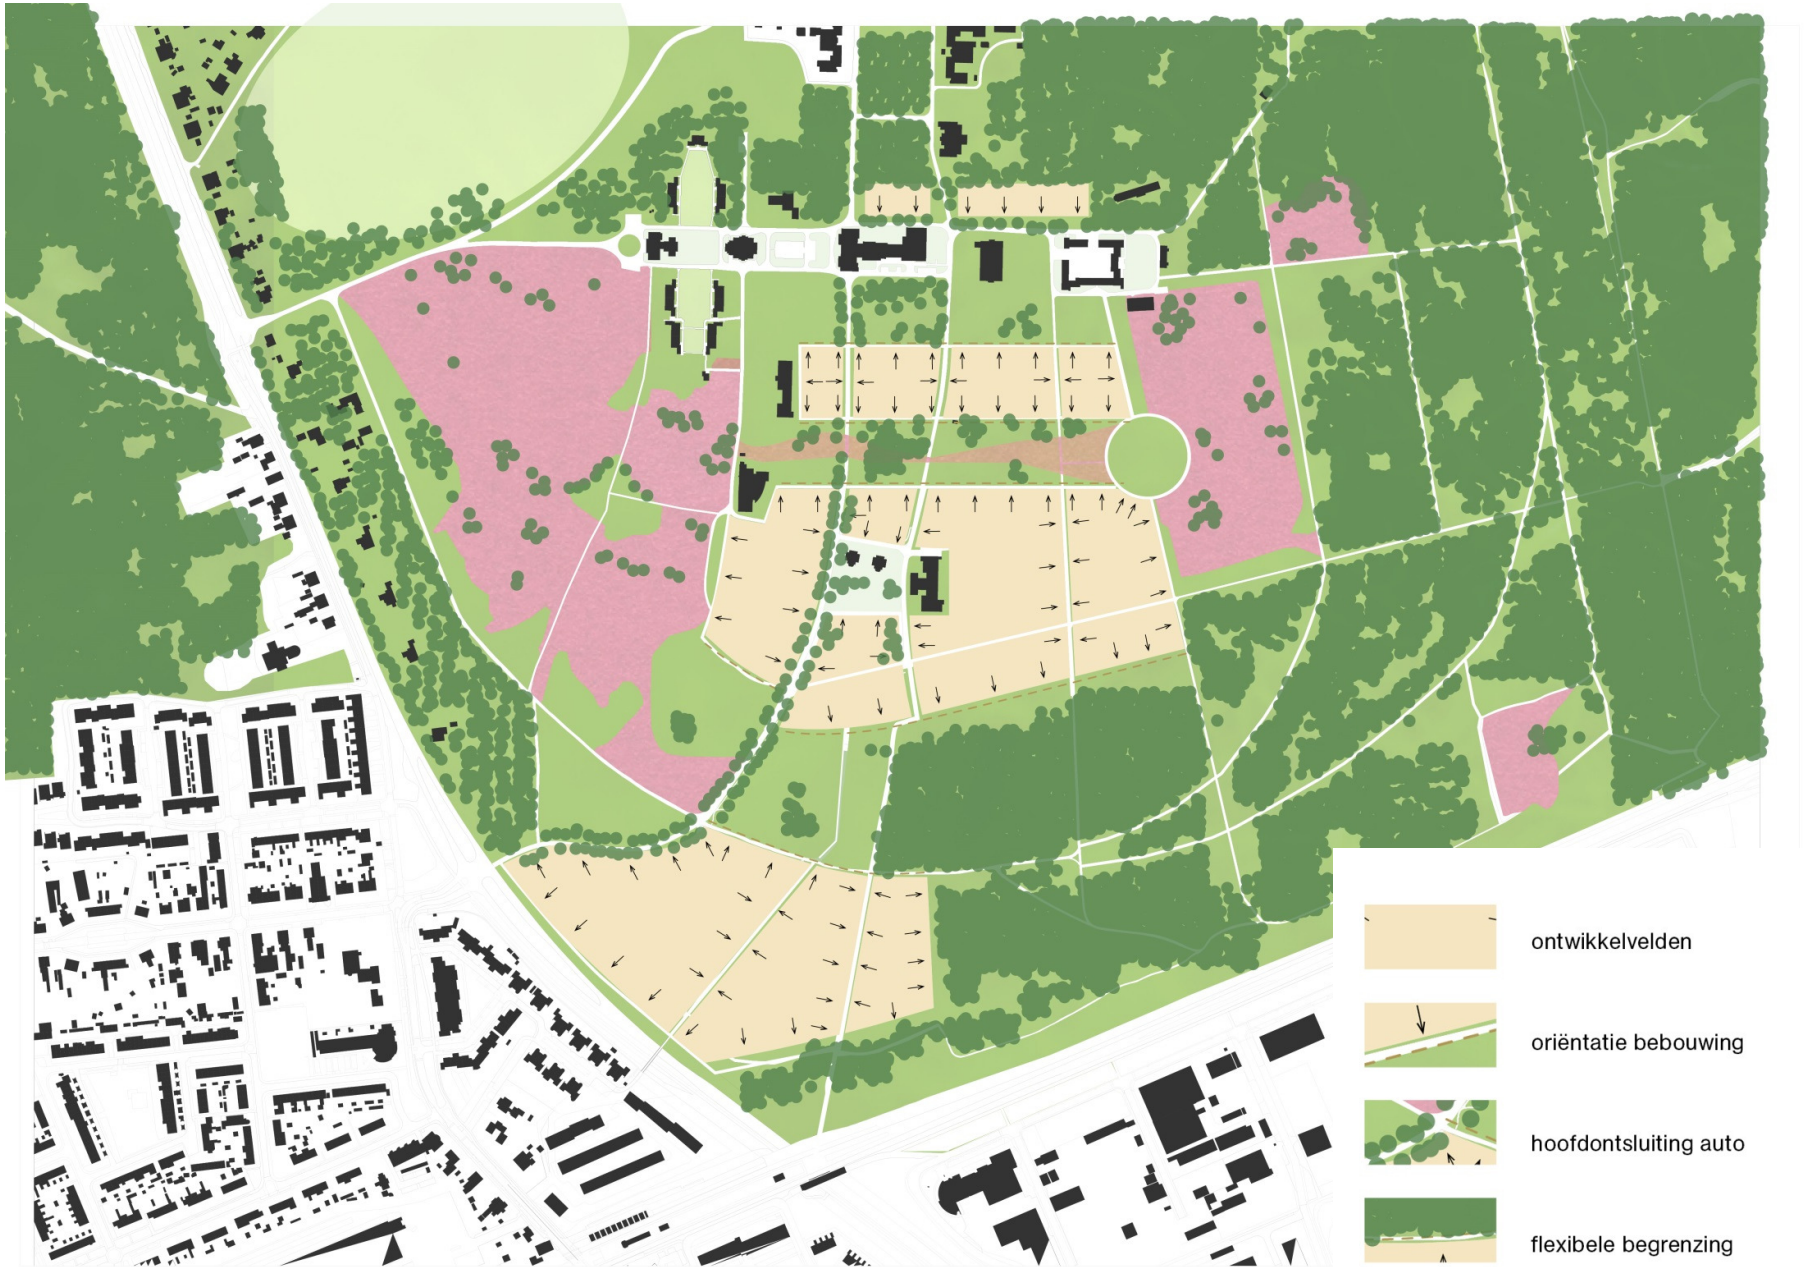 ontwikkelvelden
oriëntatie bebouwing
hoofdontsluiting auto
flexibele begrenzing